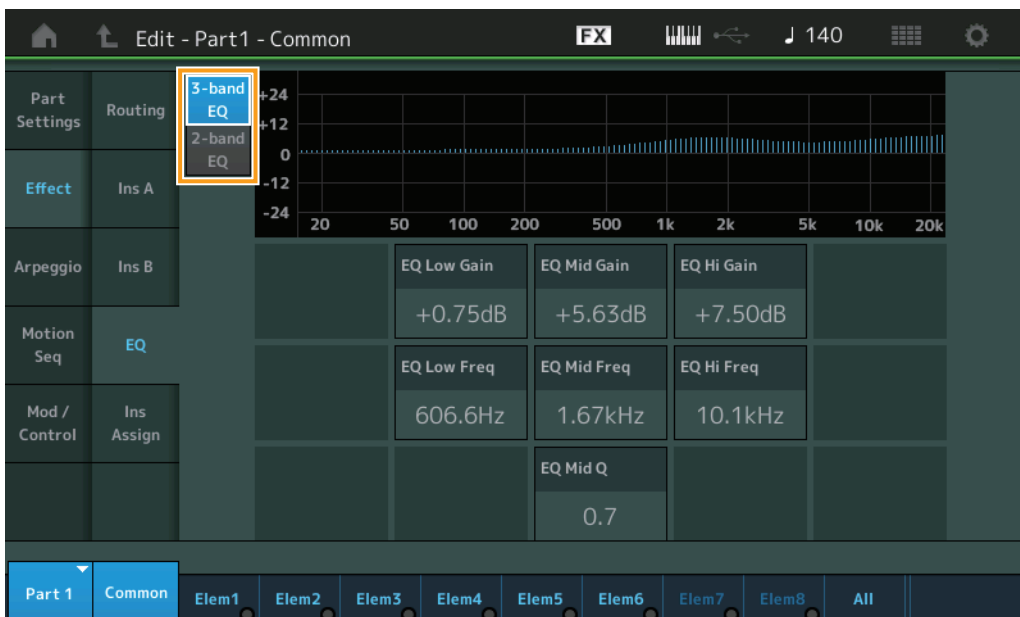 Edit - Part1 - Common
FX
♩ 140
Part
Settings
Effect
Arpeggio
Motion
Seq
Mod /
Control
Routing
Ins A
Ins B
EQ
Ins
Assign
3-band
EQ
2-band
EQ
+24
+12
0
-12
-24
20 50 100 200 500 1k 2k 5k 10k 20k
EQ Low Gain EQ Mid Gain EQ Hi Gain
+0.75dB +5.63dB +7.50dB
EQ Low Freq EQ Mid Freq EQ Hi Freq
606.6Hz 1.67kHz 10.1kHz
EQ Mid Q
0.7
Part 1 Common Elem1 Elem2 Elem3 Elem4 Elem5 Elem6 Elem7 Elem8 All